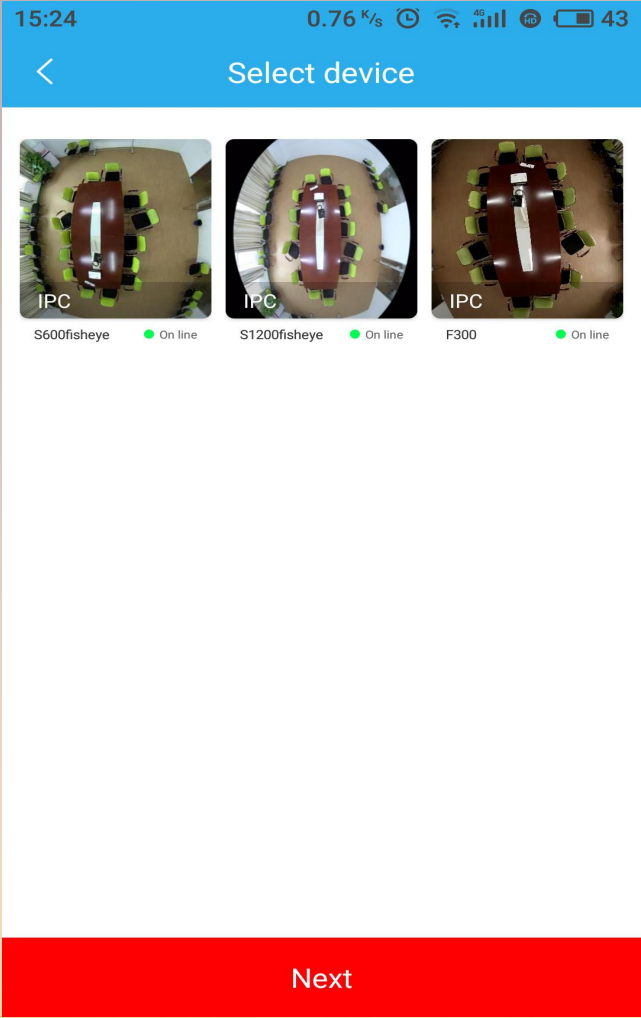 15:24 0.76 K/s 4G HD 43
Select device
IPC IPC IPC
S600fisheye On line S1200fisheye On line F300 On line
Next